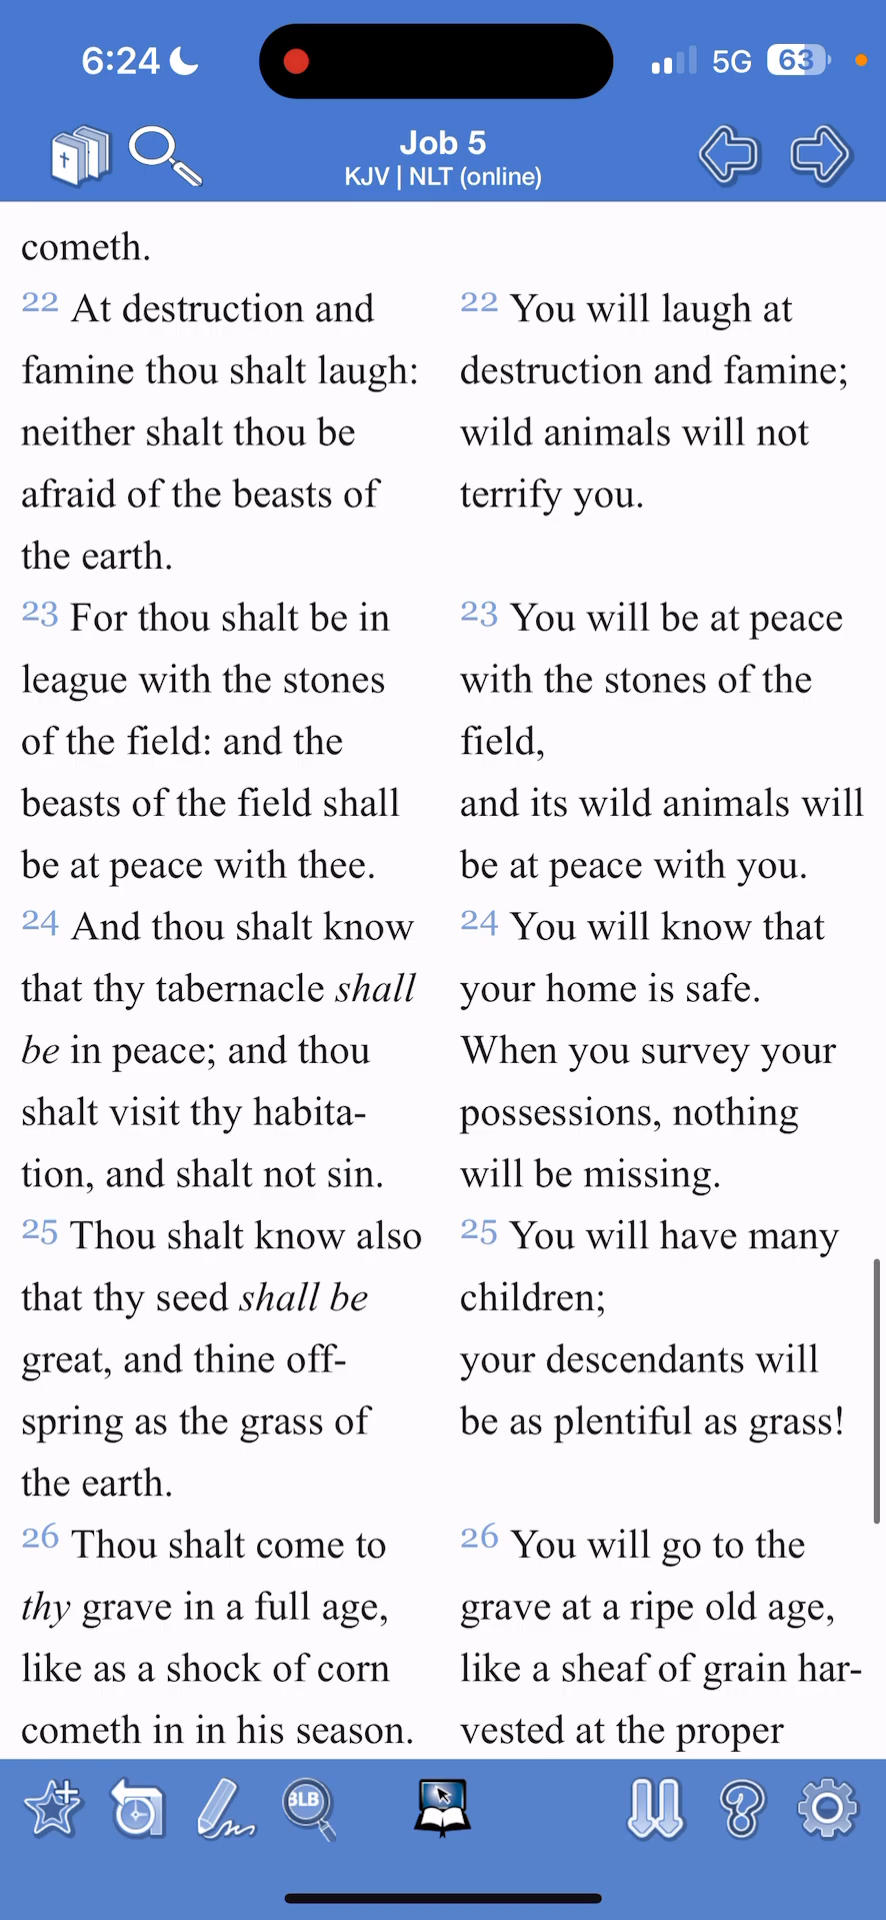 6:24
5G
63
Job 5
KJV | NLT (online)
cometh.
22 At destruction and
famine thou shalt laugh:
neither shalt thou be
afraid of the beasts of
the earth.
23 For thou shalt be in
league with the stones
of the field: and the
beasts of the field shall
be at peace with thee.
24 And thou shalt know
that thy tabernacle shall
be in peace; and thou
shalt visit thy habita-
tion, and shalt not sin.
25 Thou shalt know also
that thy seed shall be
great, and thine off-
spring as the grass of
the earth.
26 Thou shalt come to
thy grave in a full age,
like as a shock of corn
cometh in in his season.
22 You will laugh at
destruction and famine;
wild animals will not
terrify you.
23 You will be at peace
with the stones of the
field,
and its wild animals will
be at peace with you.
24 You will know that
your home is safe.
When you survey your
possessions, nothing
will be missing.
25 You will have many
children;
your descendants will
be as plentiful as grass!
26 You will go to the
grave at a ripe old age,
like a sheaf of grain har-
vested at the proper
BLB